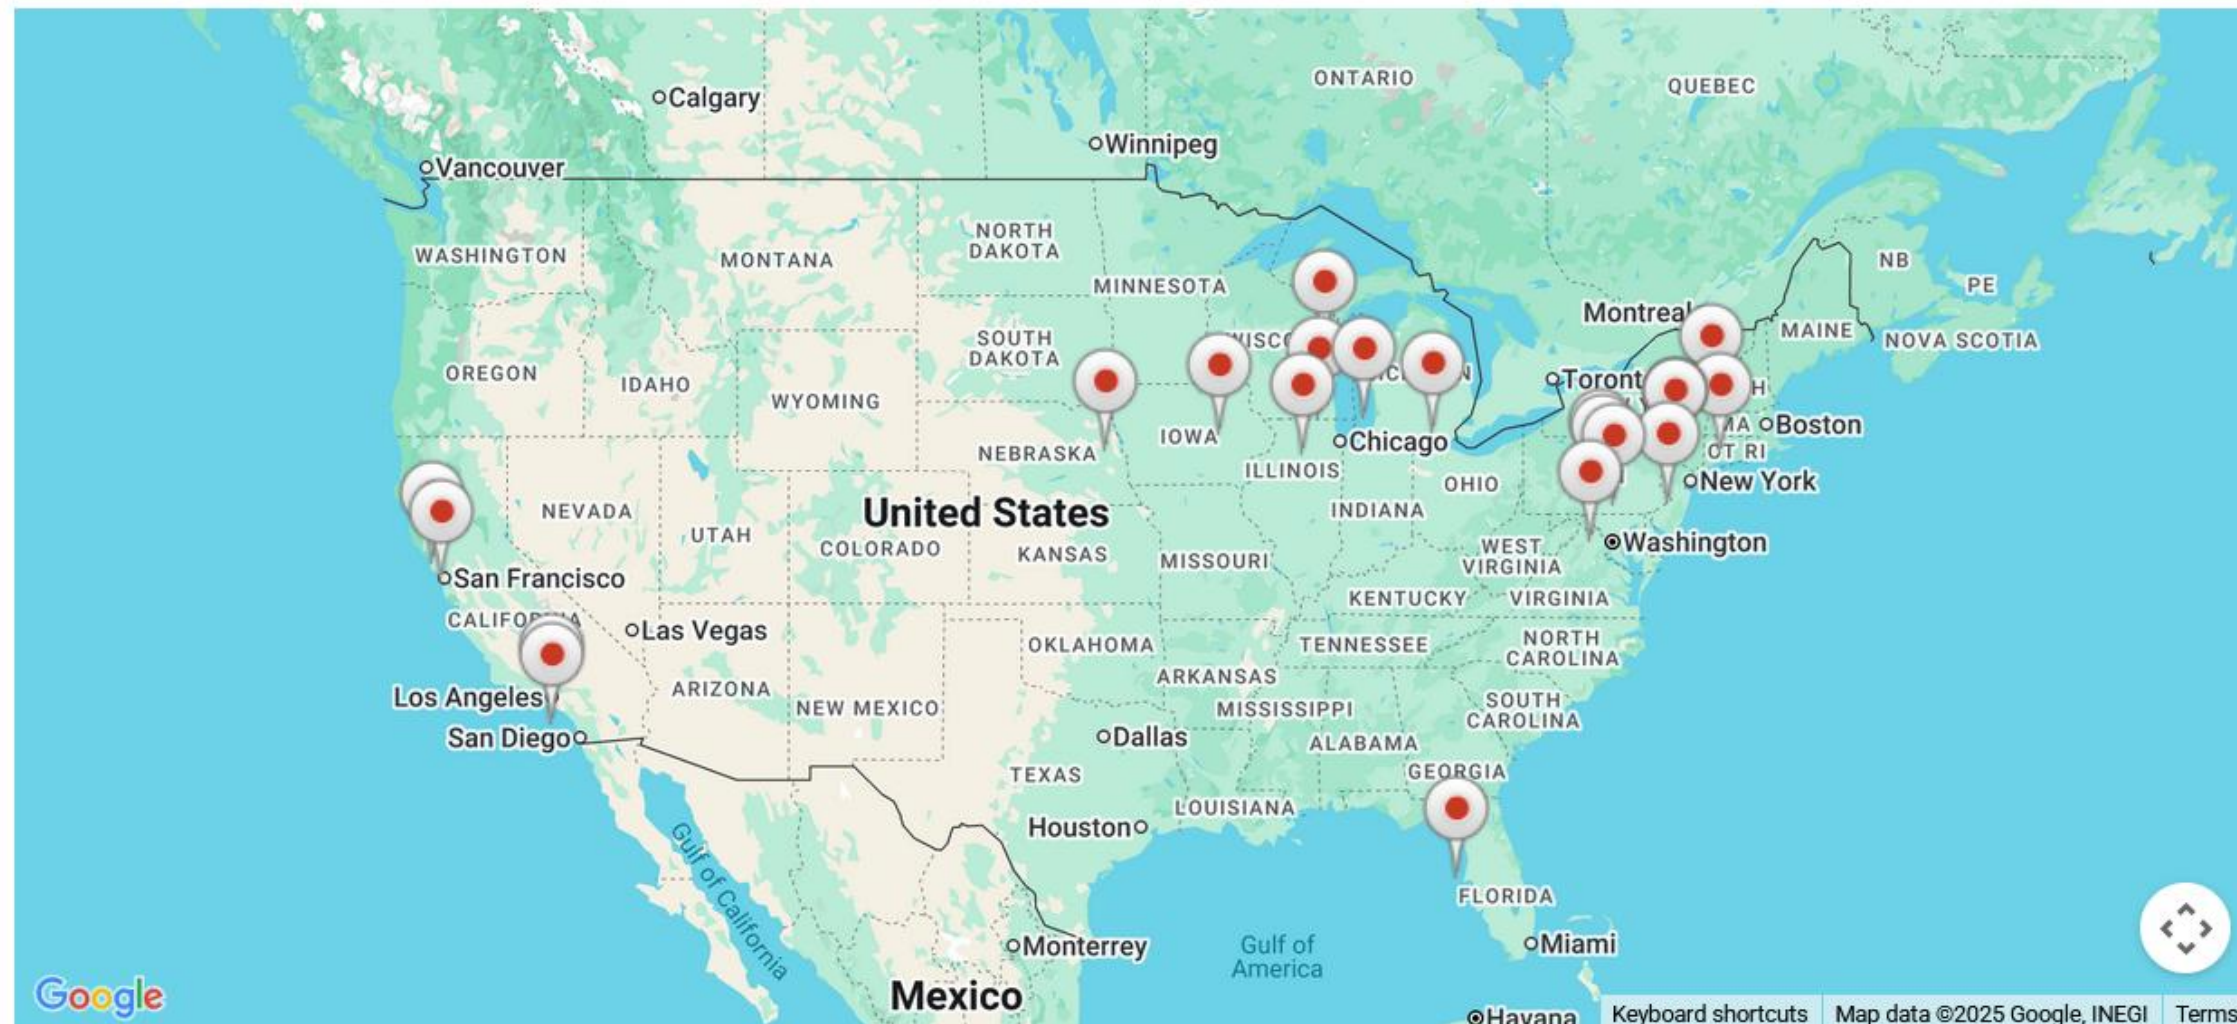 ONTARIO
QUEBEC
Calgary
Winnipeg
Vancouver
NORTH
DAKOTA
WASHINGTON
MONTANA
NB
MINNESOTA
PE
Montreal
MAINE
NOVA SCOTIA
SOUTH
DAKOTA
OREGON
IDAHO
WYOMING
Toront
H
MA
Boston
IOWA
Chicago
NEBRASKA
CT RI
ILLINOIS
OHIO
New York
NEVADA
United States
INDIANA
UTAH
COLORADO
KANSAS
MISSOURI
WEST
VIRGINIA
Washington
San Francisco
KENTUCKY
VIRGINIA
CALIFORNIA
Las Vegas
OKLAHOMA
TENNESSEE
NORTH
CAROLINA
ARKANSAS
Los Angeles
ARIZONA
NEW MEXICO
MISSISSIPPI
SOUTH
CAROLINA
San Diego
Dallas
ALABAMA
TEXAS
GEORGIA
LOUISIANA
Houston
Gulf of California
FLORIDA
Monterrey
Gulf of
America
Miami
Google
Mexico
Havana
Keyboard shortcuts
Map data ©2025 Google, INEGI
Terms